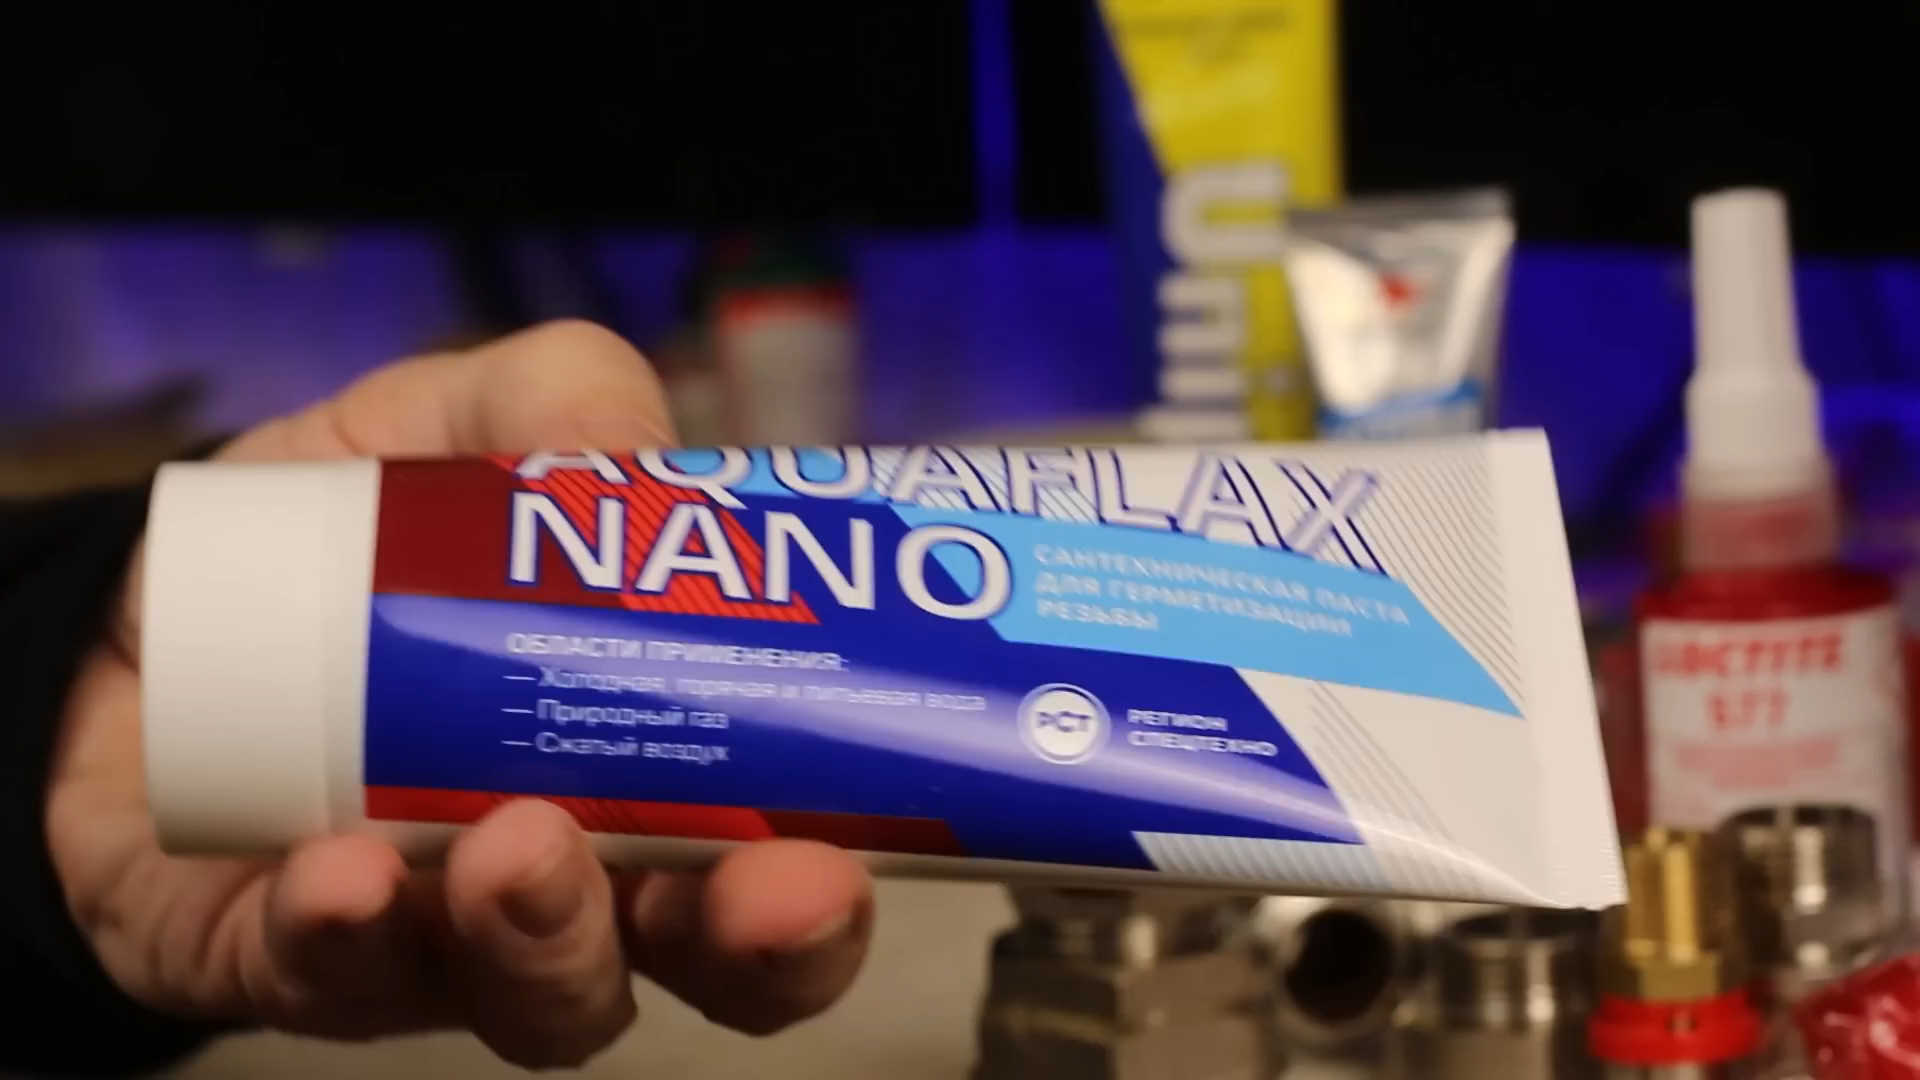 AQUAFLAX
NANO
САНТЕХНИЧЕСКАЯ ПАСТА
ДЛЯ ГЕРМЕТИЗАЦИИ
РЕЗЬБЫ
ОБЛАСТИ ПРИМЕНЕНИЯ:
— Холодная, горячая и питьевая вода
— Природный газ
— Сжатый воздух
РСТ
РЕГИОН
СПЕЦТЕХНО
LOCTITE
577